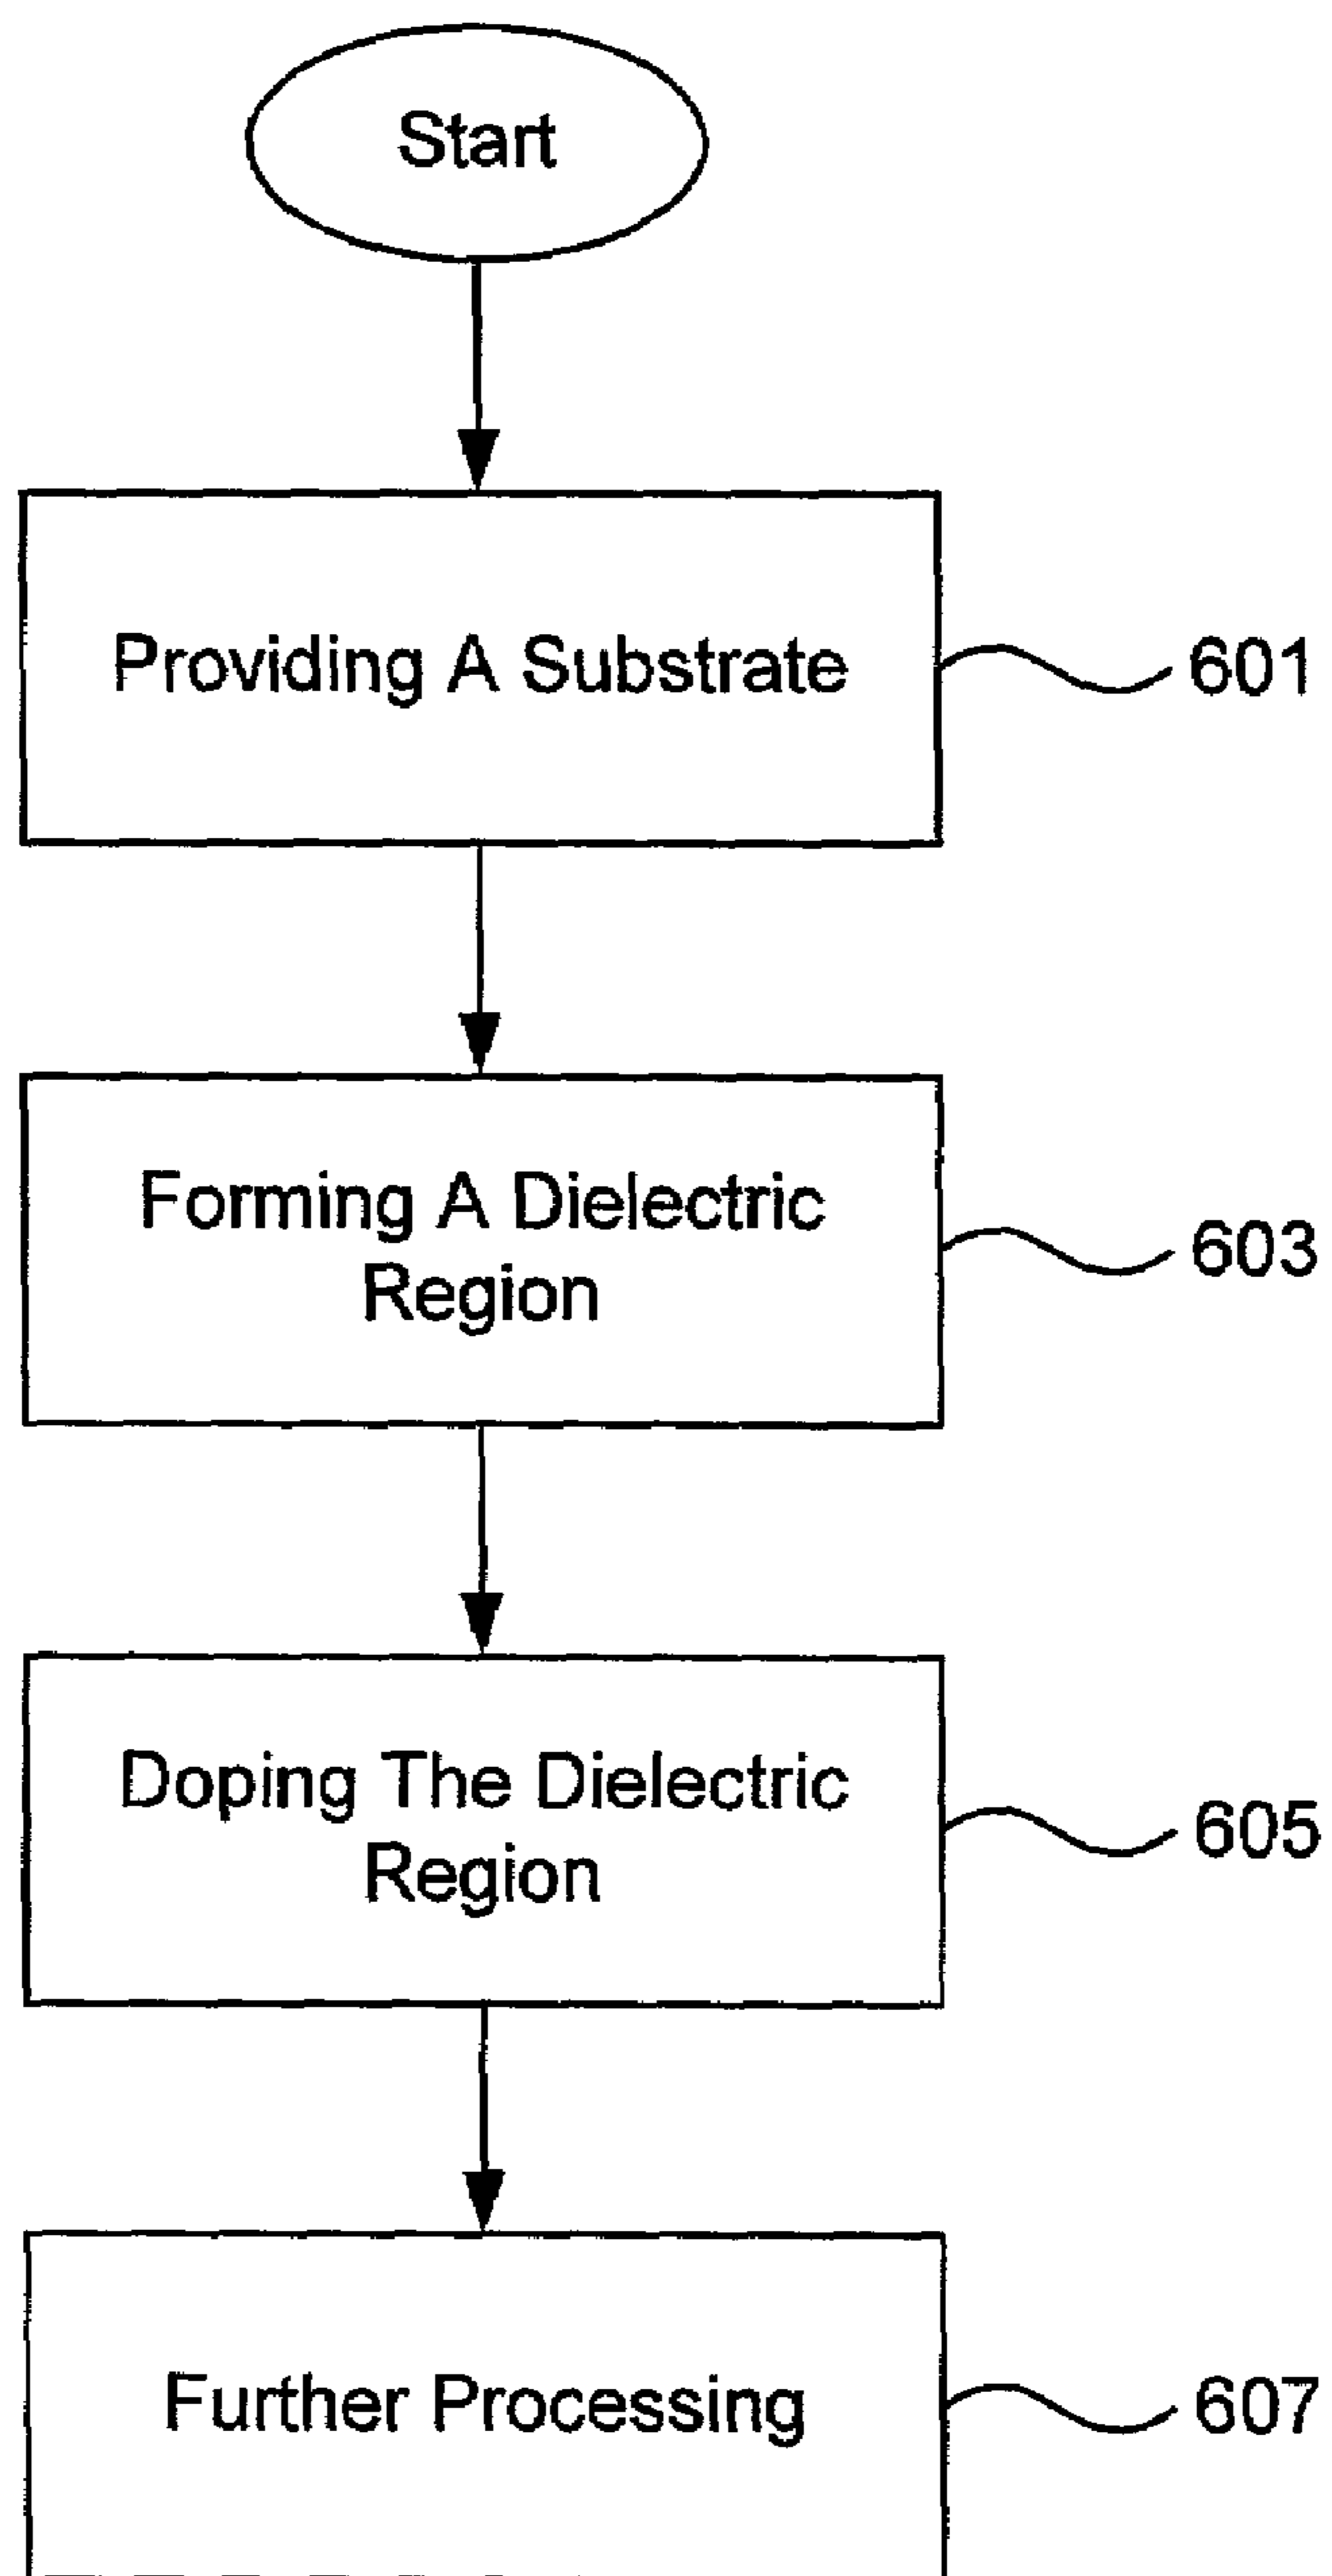 Start
Providing A Substrate
601
Forming A Dielectric
Region
603
Doping The Dielectric
Region
605
Further Processing
607